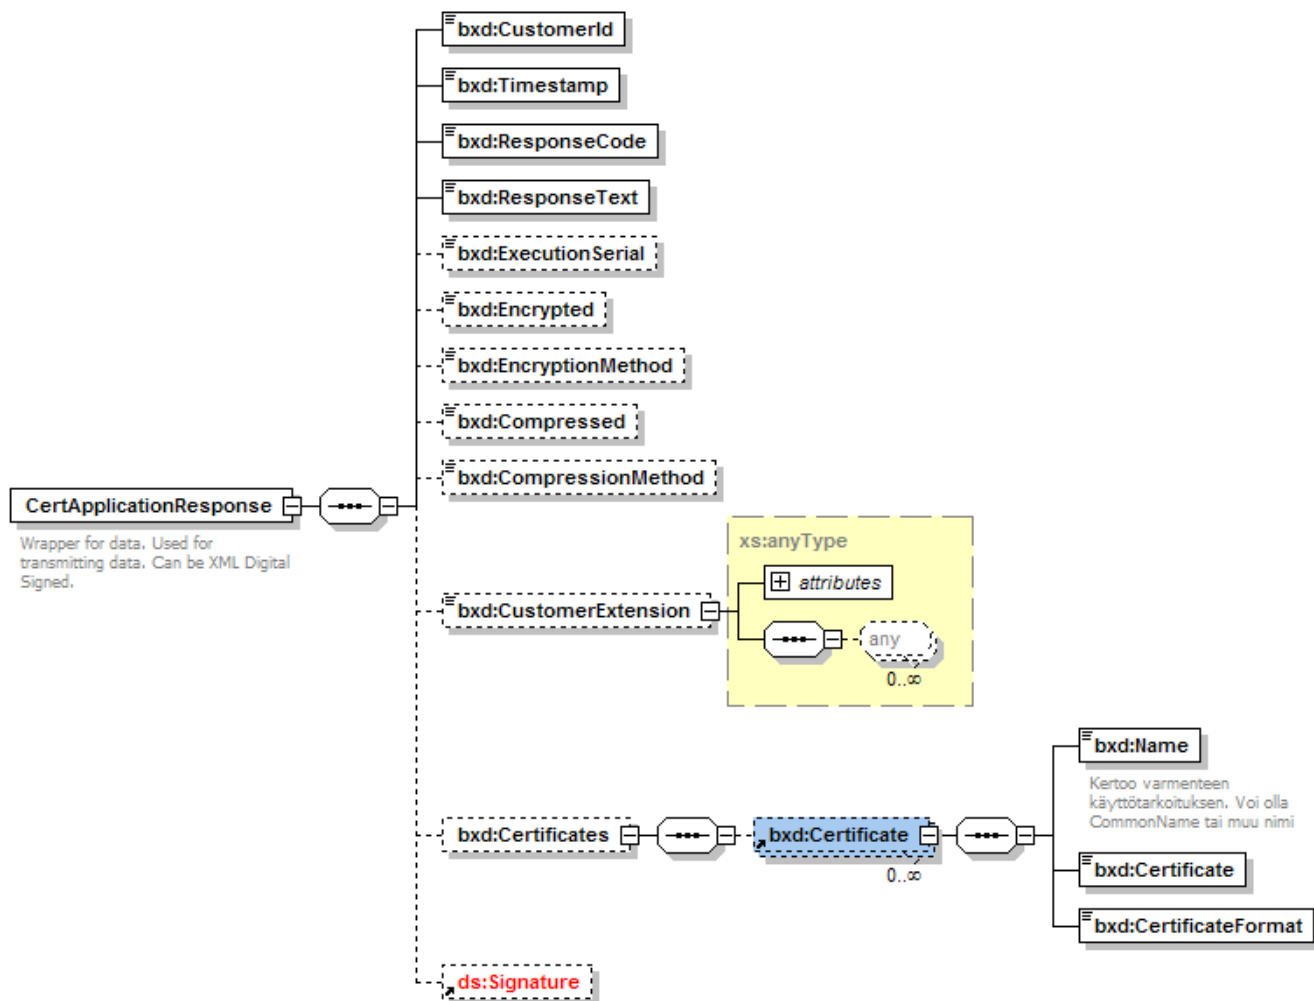 bxd:CustomerId
bxd:Timestamp
bxd:ResponseCode
bxd:ResponseText
bxd:ExecutionSerial
bxd:Encrypted
bxd:EncryptionMethod
bxd:Compressed
bxd:CompressionMethod
CertApplicationResponse
Wrapper for data. Used for
transmitting data. Can be XML Digital
Signed.
xs:anyType
attributes
bxd:CustomerExtension
any
0..∞
bxd:Name
Kertoo varmenteen
käyttötarkoituksen. Voi olla
CommonName tai muu nimi
bxd:Certificates
bxd:Certificate
0..∞
bxd:Certificate
bxd:CertificateFormat
ds:Signature